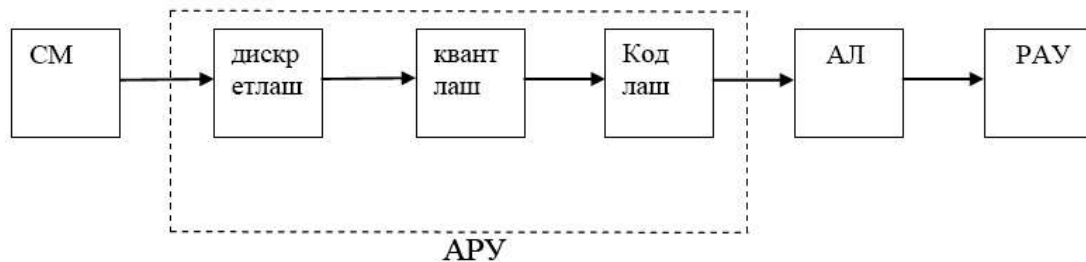 СМ
дискр
етлаш
квант
лаш
Код
лаш
АЛ
РАУ
АРУ